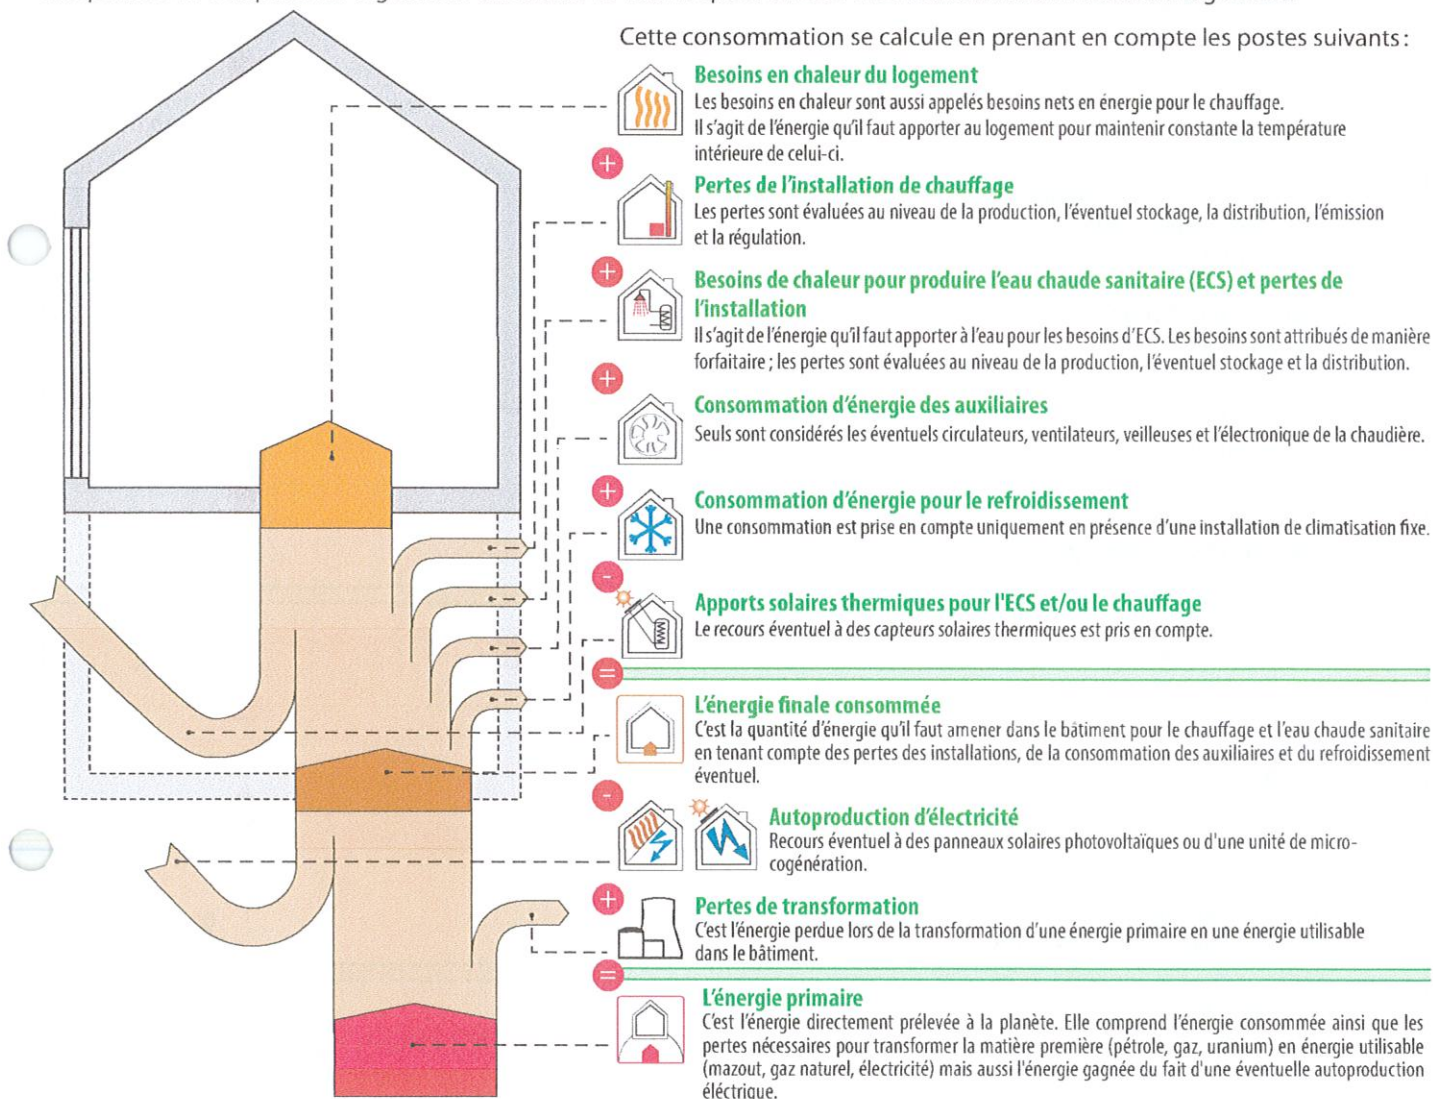 Cette consommation se calcule en prenant en compte les postes suivants :
Besoins en chaleur du logement
Les besoins en chaleur sont aussi appelés besoins nets en énergie pour le chauffage.
Il s'agit de l'énergie qu'il faut apporter au logement pour maintenir constante la température
intérieure de celui-ci.
+
Pertes de l'installation de chauffage
Les pertes sont évaluées au niveau de la production, l'éventuel stockage, la distribution, l'émission
et la régulation.
+
Besoins de chaleur pour produire l'eau chaude sanitaire (ECS) et pertes de
l'installation
Il s'agit de l'énergie qu'il faut apporter à l'eau pour les besoins d'ECS. Les besoins sont attribués de manière
forfaitaire ; les pertes sont évaluées au niveau de la production, l'éventuel stockage et la distribution.
+
Consommation d'énergie des auxiliaires
Seuls sont considérés les éventuels circulateurs, ventilateurs, veilleuses et l'électronique de la chaudière.
+
Consommation d'énergie pour le refroidissement
Une consommation est prise en compte uniquement en présence d'une installation de climatisation fixe.
-
Apports solaires thermiques pour l'ECS et/ou le chauffage
Le recours éventuel à des capteurs solaires thermiques est pris en compte.
=
L'énergie finale consommée
C'est la quantité d'énergie qu'il faut amener dans le bâtiment pour le chauffage et l'eau chaude sanitaire
en tenant compte des pertes des installations, de la consommation des auxiliaires et du refroidissement
éventuel.
-
Autoproduction d'électricité
Recours éventuel à des panneaux solaires photovoltaïques ou d'une unité de micro-
cogénération.
+
Pertes de transformation
C'est l'énergie perdue lors de la transformation d'une énergie primaire en une énergie utilisable
dans le bâtiment.
=
L'énergie primaire
C'est l'énergie directement prélevée à la planète. Elle comprend l'énergie consommée ainsi que les
pertes nécessaires pour transformer la matière première (pétrole, gaz, uranium) en énergie utilisable
(mazout, gaz naturel, électricité) mais aussi l'énergie gagnée du fait d'une éventuelle autoproduction
éléctrique.